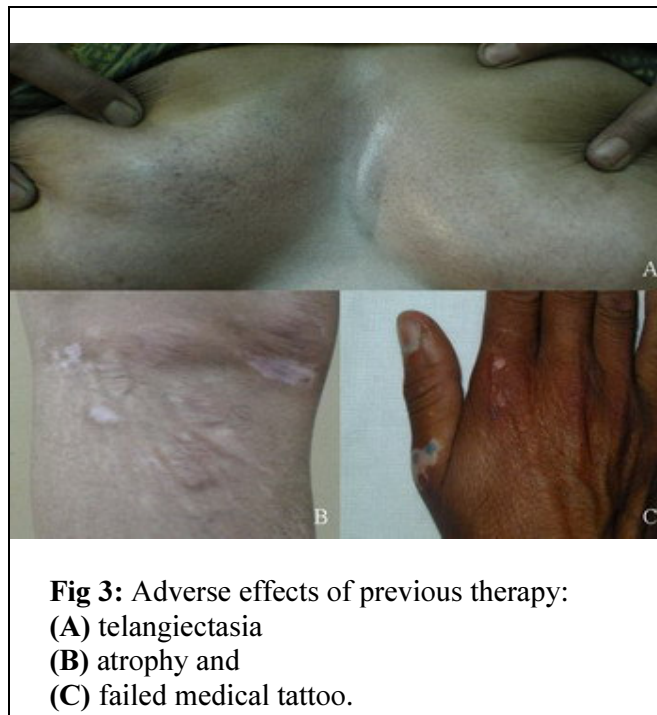 A
B
C
Fig 3: Adverse effects of previous therapy:
(A) telangiectasia
(B) atrophy and
(C) failed medical tattoo.